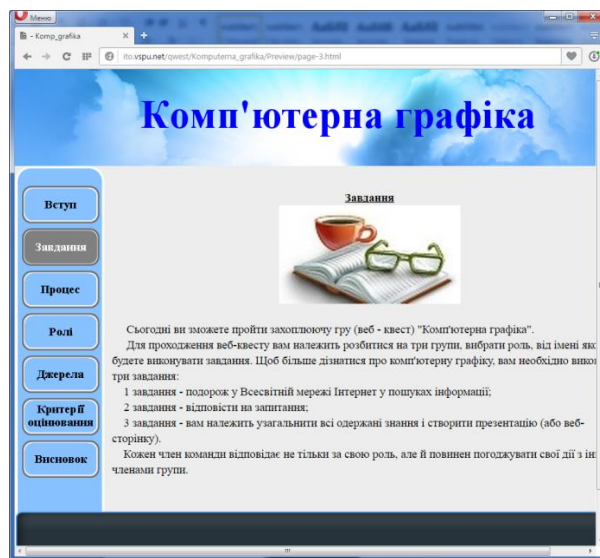 Меню
- Komp_grafika
ito.vspu.net/qwest/Komputerna_grafika/Preview/page-3.html
Комп'ютерна графіка
Вступ
Завдання
Процес
Ролі
Джерела
Критерії
оцінювання
Висновок
Завдання
Сьогодні ви зможете пройти захоплюючу гру (веб - квест) "Комп'ютерна графіка".
Для проходження веб-квесту вам належить розбитися на три групи, вибрати роль, від імені яко
будете виконувати завдання. Щоб більше дізнатися про комп'ютерну графіку, вам необхідно викон
три завдання:
1 завдання - подорож у Всесвітній мережі Інтернет у пошуках інформації;
2 завдання - відповісти на запитання;
3 завдання - вам належить узагальнити всі одержані знання і створити презентацію (або веб-
сторінку).
Кожен член команди відповідає не тільки за свою роль, але й повинен погоджувати свої дії з ін
членами групи.